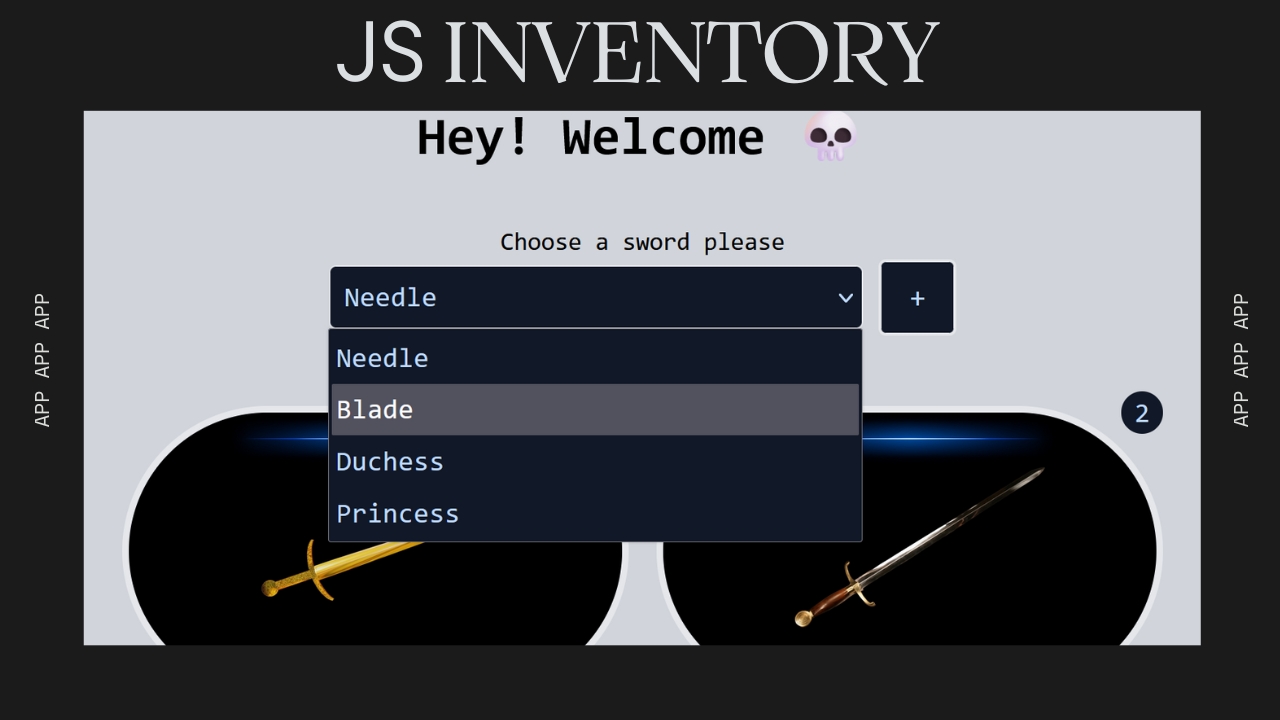 JS INVENTORY
Hey! Welcome 💀
Choose a sword please
Needle
+
Needle
Blade
Duchess
Princess
2
APP APP APP
APP APP APP